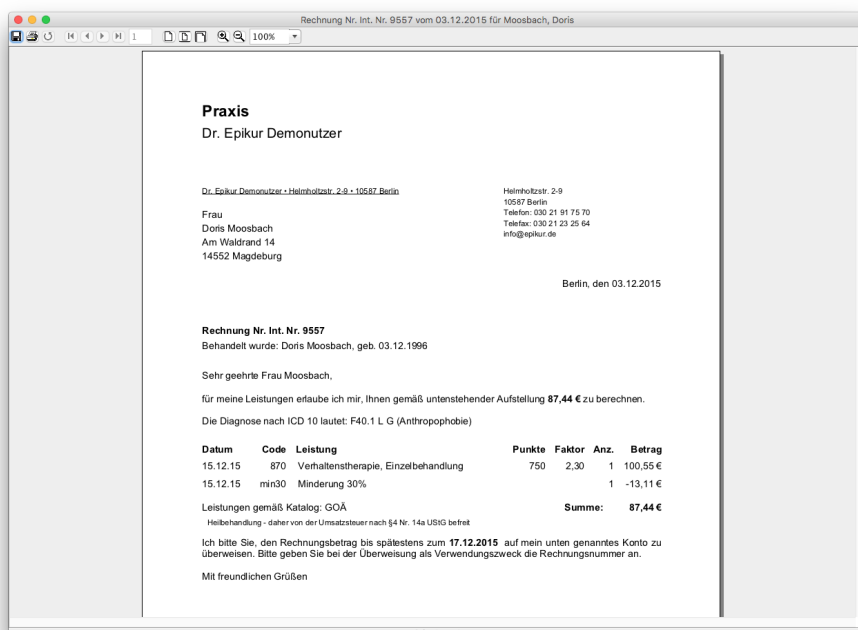 Rechnung Nr. Int. Nr. 9557 vom 03.12.2015 für Moosbach, Doris
1 100%
Praxis
Dr. Epikur Demonutzer
Dr. Epikur Demonutzer • Helmholtzstr. 2-9 • 10587 Berlin
Helmholtzstr. 2-9
10587 Berlin
Telefon: 030 21 91 75 70
Telefax: 030 21 23 25 64
info@epikur.de
Frau
Doris Moosbach
Am Waldrand 14
14552 Magdeburg
Berlin, den 03.12.2015
Rechnung Nr. Int. Nr. 9557
Behandelt wurde: Doris Moosbach, geb. 03.12.1996
Sehr geehrte Frau Moosbach,
für meine Leistungen erlaube ich mir, Ihnen gemäß untenstehender Aufstellung 87,44 € zu berechnen.
Die Diagnose nach ICD 10 lautet: F40.1 L G (Anthropophobie)
Datum Code Leistung Punkte Faktor Anz. Betrag
15.12.15 870 Verhaltenstherapie, Einzelbehandlung 750 2,30 1 100,55 €
15.12.15 min30 Minderung 30% 1 -13,11 €
Leistungen gemäß Katalog: GOÄ Summe: 87,44 €
Heilbehandlung - daher von der Umsatzsteuer nach §4 Nr. 14a UStG befreit
Ich bitte Sie, den Rechnungsbetrag bis spätestens zum 17.12.2015 auf mein unten genanntes Konto zu
überweisen. Bitte geben Sie bei der Überweisung als Verwendungszweck die Rechnungsnummer an.
Mit freundlichen Grüßen